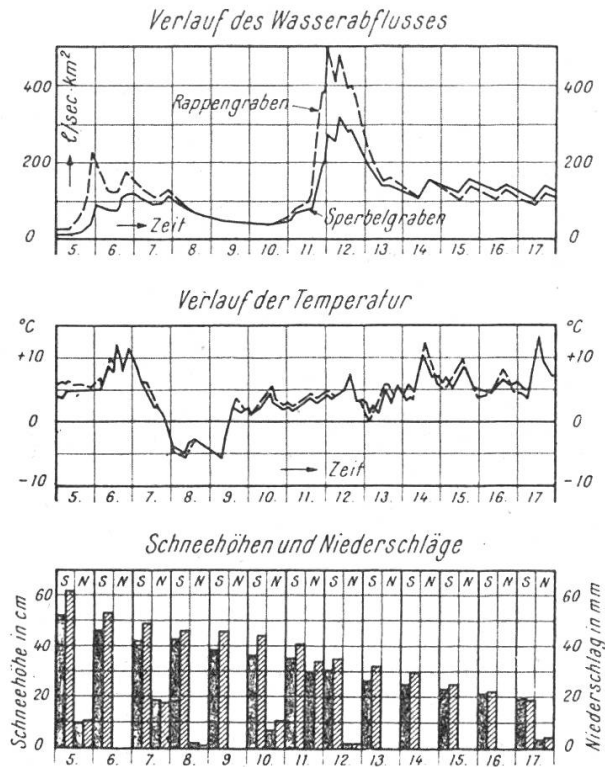 Verlauf des Wasserabflusses
ℓ/sec·km²
400 400
Rappengraben
200 200
Sperbelgraben
Zeit
0 0
5. 6. 7. 8. 9. 10. 11. 12. 13. 14. 15. 16. 17.
Verlauf der Temperatur
°C °C
+10 +10
0 0
Zeit
-10 -10
5. 6. 7. 8. 9. 10. 11. 12. 13. 14. 15. 16. 17.
Schneehöhen und Niederschläge
S N S N S N S N S N S N S N S N S N S N S N S N S N
60 60
40 40
20 20
0 0
Schneehöhe in cm
Niederschlag in mm
5. 6. 7. 8. 9 10. 11. 12. 13. 14. 15. 16. 17.